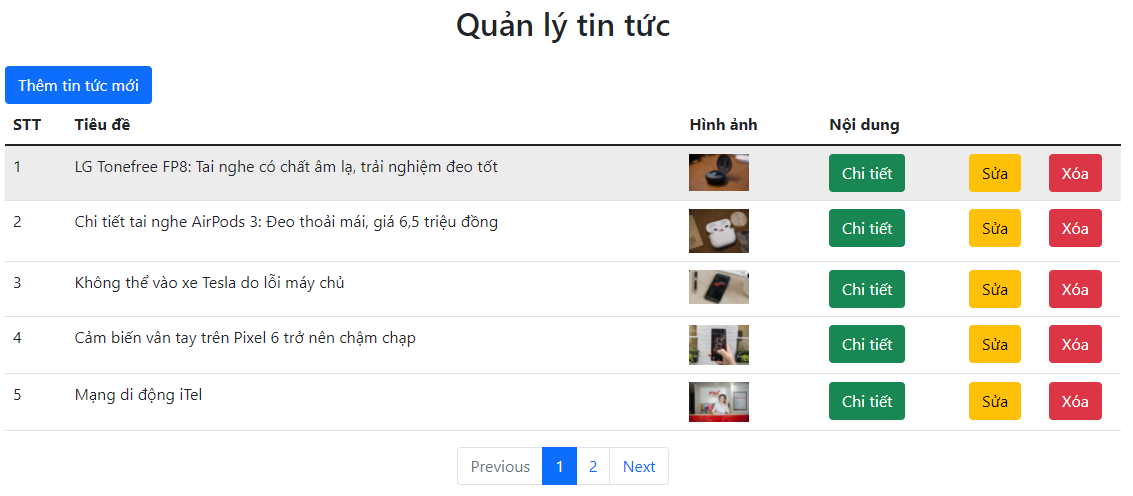 Quản lý tin tức
Thêm tin tức mới
STT Tiêu đề Hình ảnh Nội dung
1 LG Tonefree FP8: Tai nghe có chất âm lạ, trải nghiệm đeo tốt Chi tiết Sửa Xóa
2 Chi tiết tai nghe AirPods 3: Đeo thoải mái, giá 6,5 triệu đồng Chi tiết Sửa Xóa
3 Không thể vào xe Tesla do lỗi máy chủ Chi tiết Sửa Xóa
4 Cảm biến vân tay trên Pixel 6 trở nên chậm chạp Chi tiết Sửa Xóa
5 Mạng di động iTel Chi tiết Sửa Xóa
Previous 1 2 Next